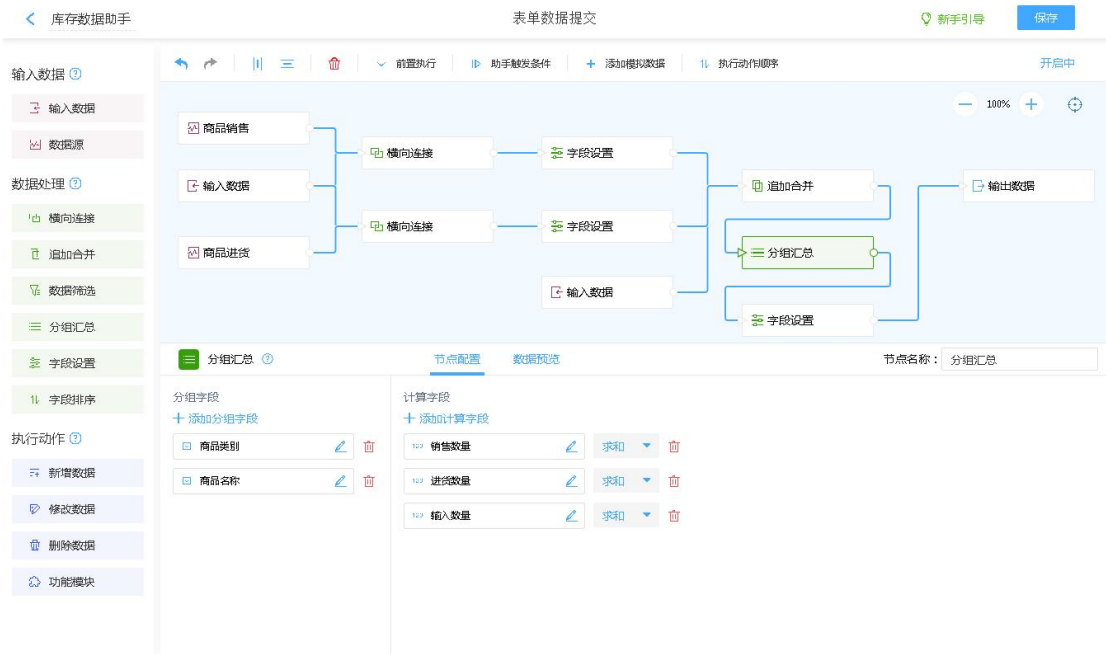 库存数据助手
表单数据提交
新手引导
保存
前置执行
助手触发条件
添加模拟数据
执行动作顺序
开启中
输入数据
输入数据
数据源
数据处理
横向连接
追加合并
数据筛选
分组汇总
字段设置
字段排序
执行动作
新增数据
修改数据
删除数据
功能模块
100%
商品销售
横向连接
字段设置
输入数据
追加合并
输出数据
横向连接
字段设置
商品进货
分组汇总
输入数据
字段设置
分组汇总
节点配置
数据预览
节点名称：
分组汇总
分组字段
添加分组字段
商品类别
商品名称
计算字段
添加计算字段
123 销售数量
求和
123 进货数量
求和
123 输入数量
求和